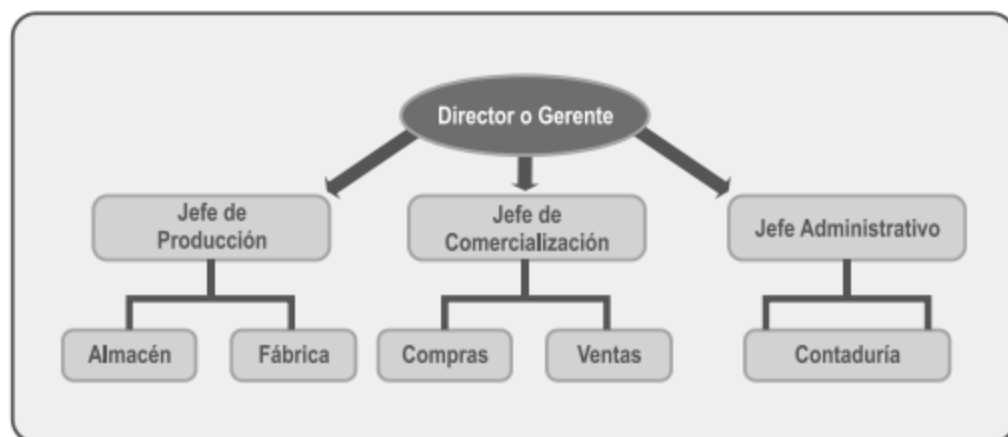 Director o Gerente
Jefe de
Producción
Jefe de
Comercialización
Jefe Administrativo
Almacén
Fábrica
Compras
Ventas
Contaduría